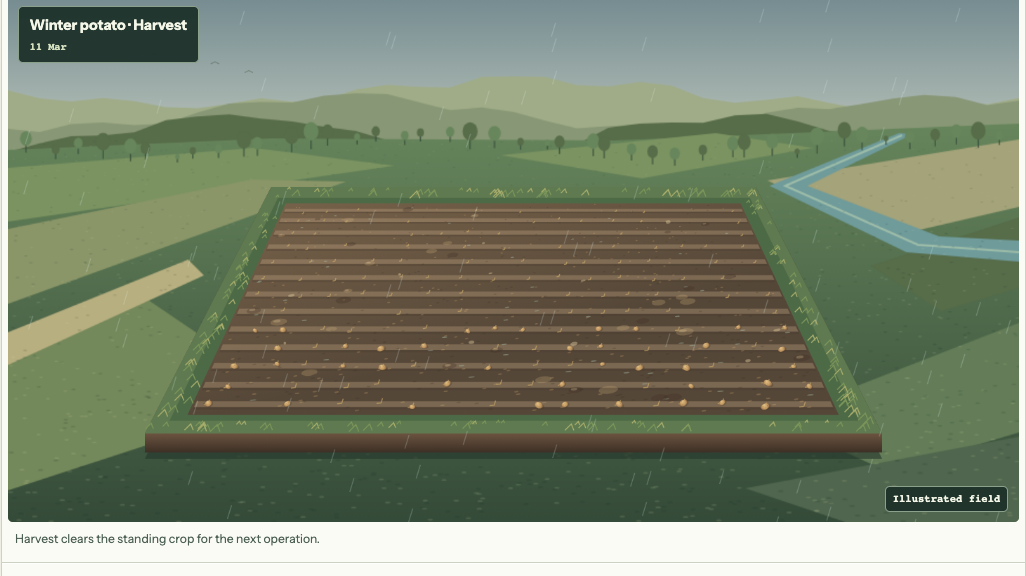 Winter potato · Harvest
11 Mar
Illustrated field
Harvest clears the standing crop for the next operation.